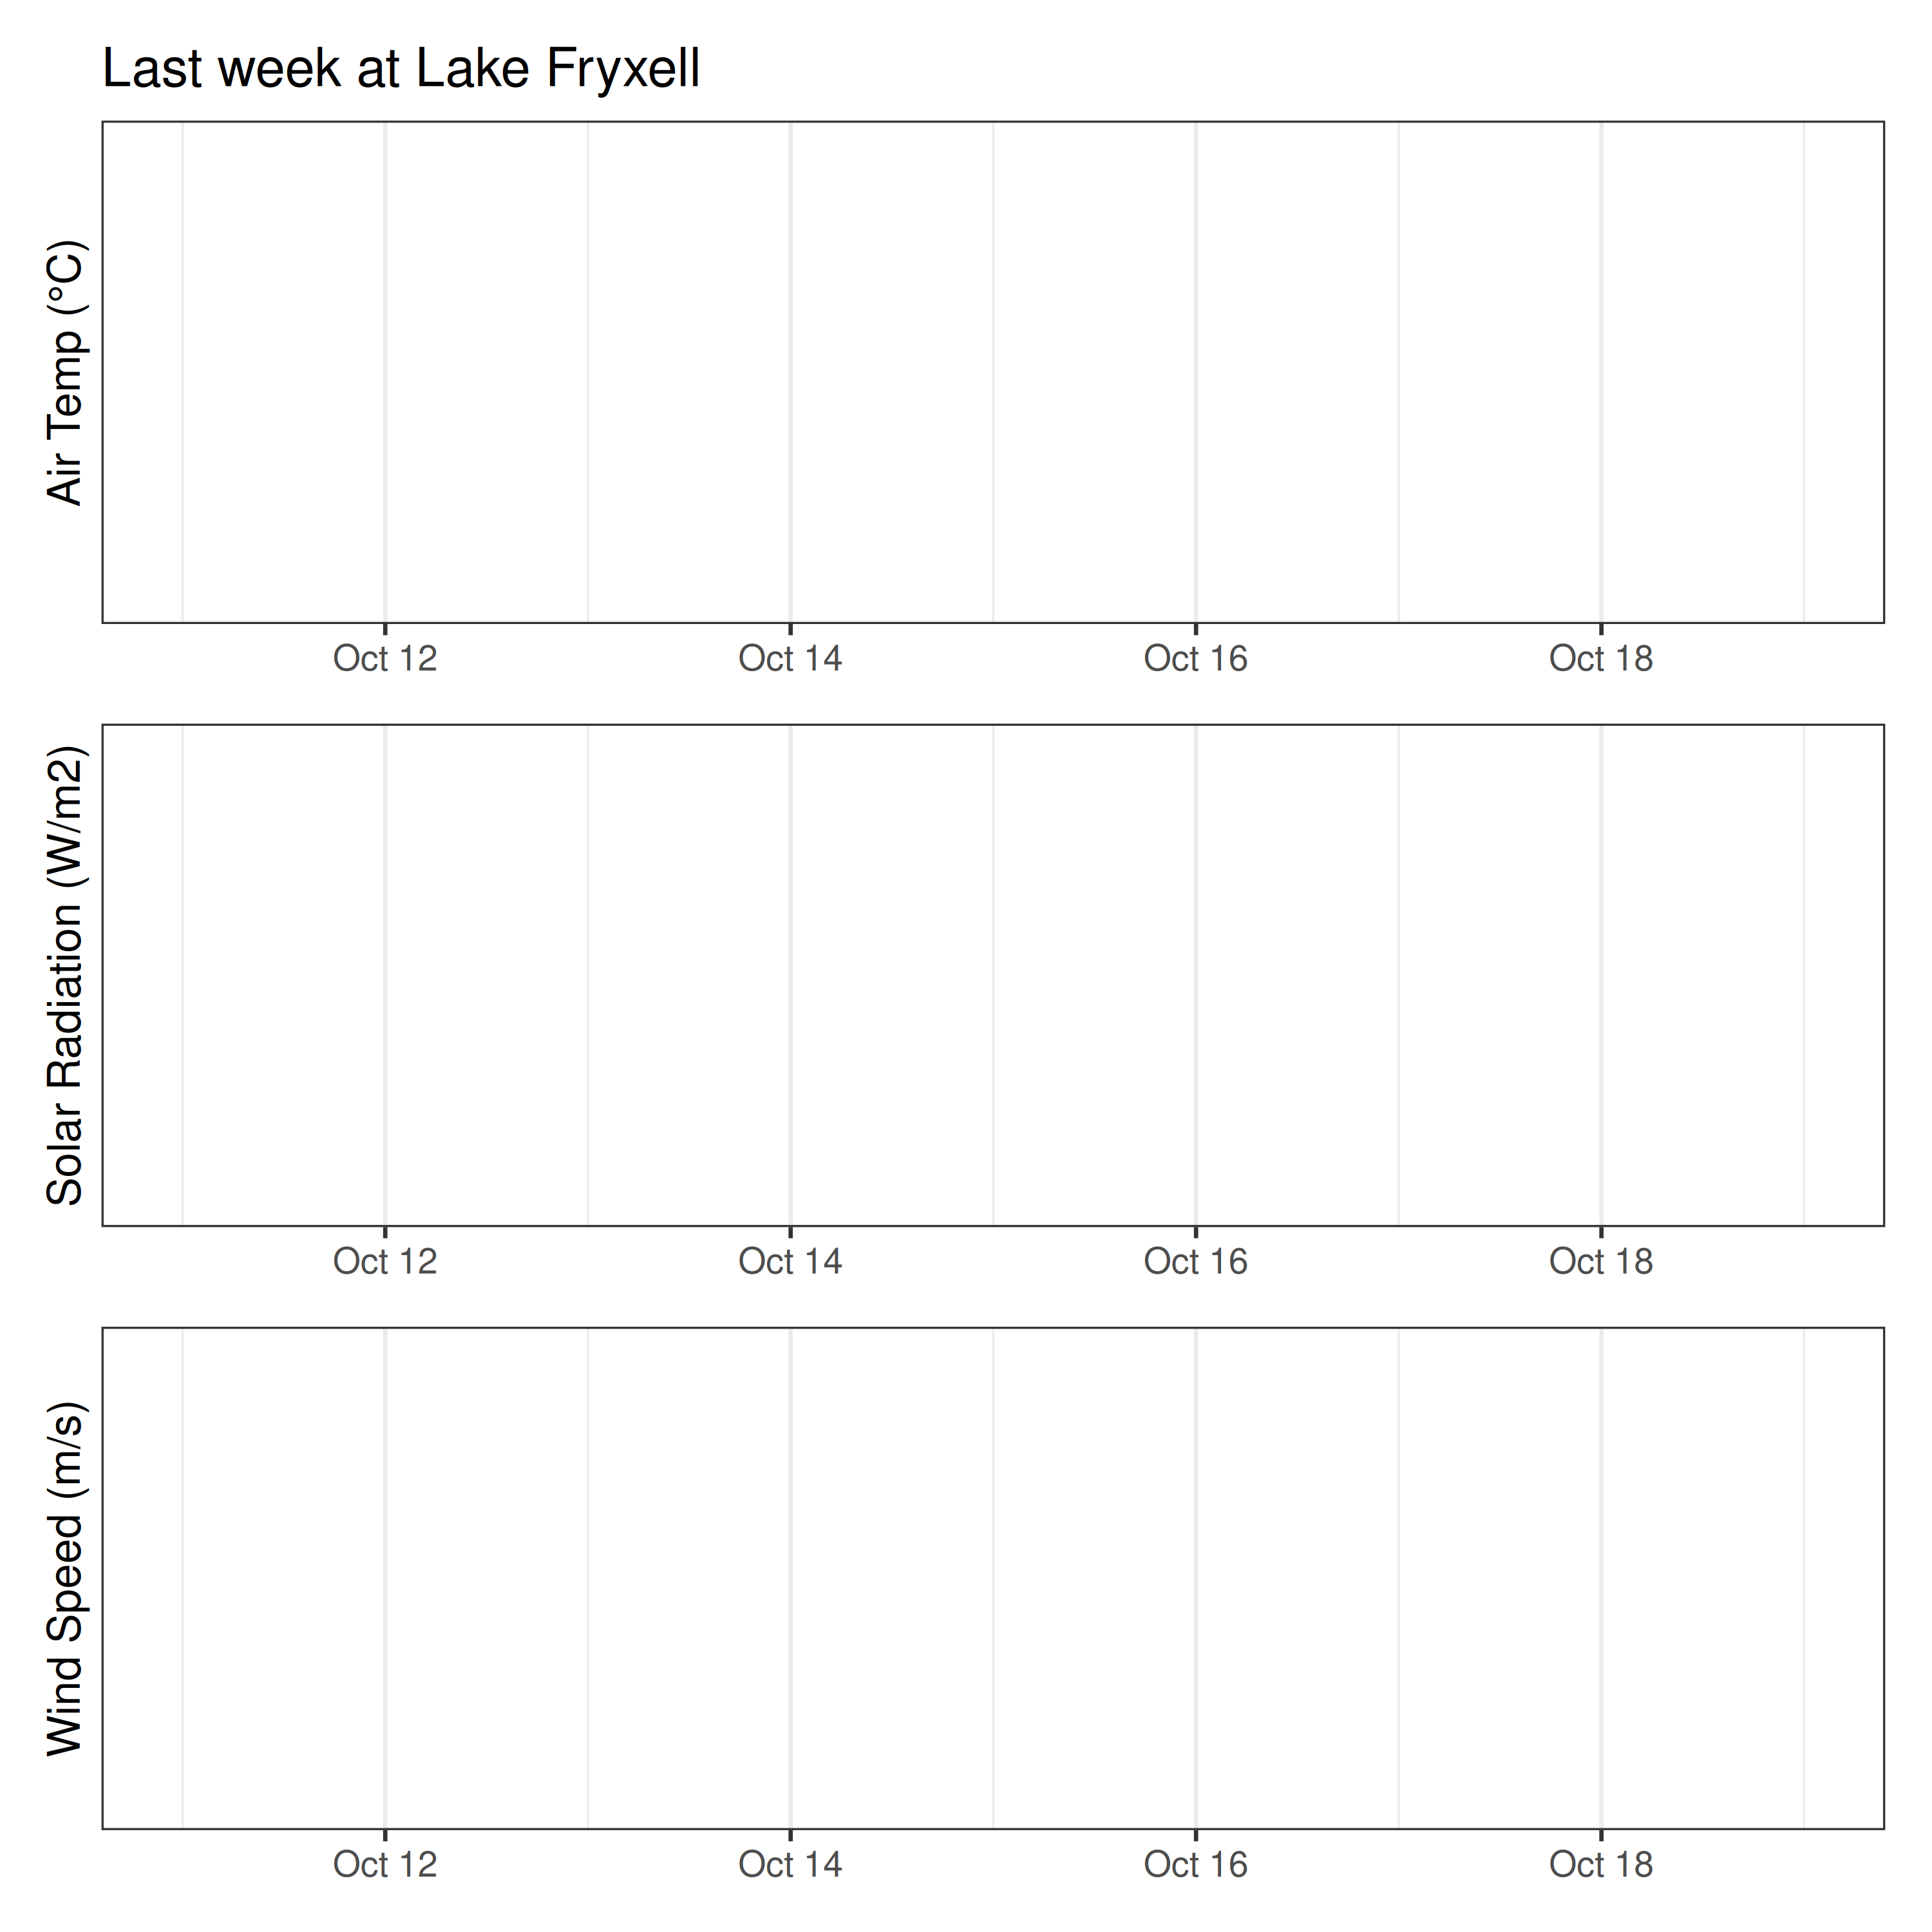 Last week at Lake Fryxell
Air Temp (°C)
Oct 12 Oct 14 Oct 16 Oct 18
Solar Radiation (W/m2)
Oct 12 Oct 14 Oct 16 Oct 18
Wind Speed (m/s)
Oct 12 Oct 14 Oct 16 Oct 18